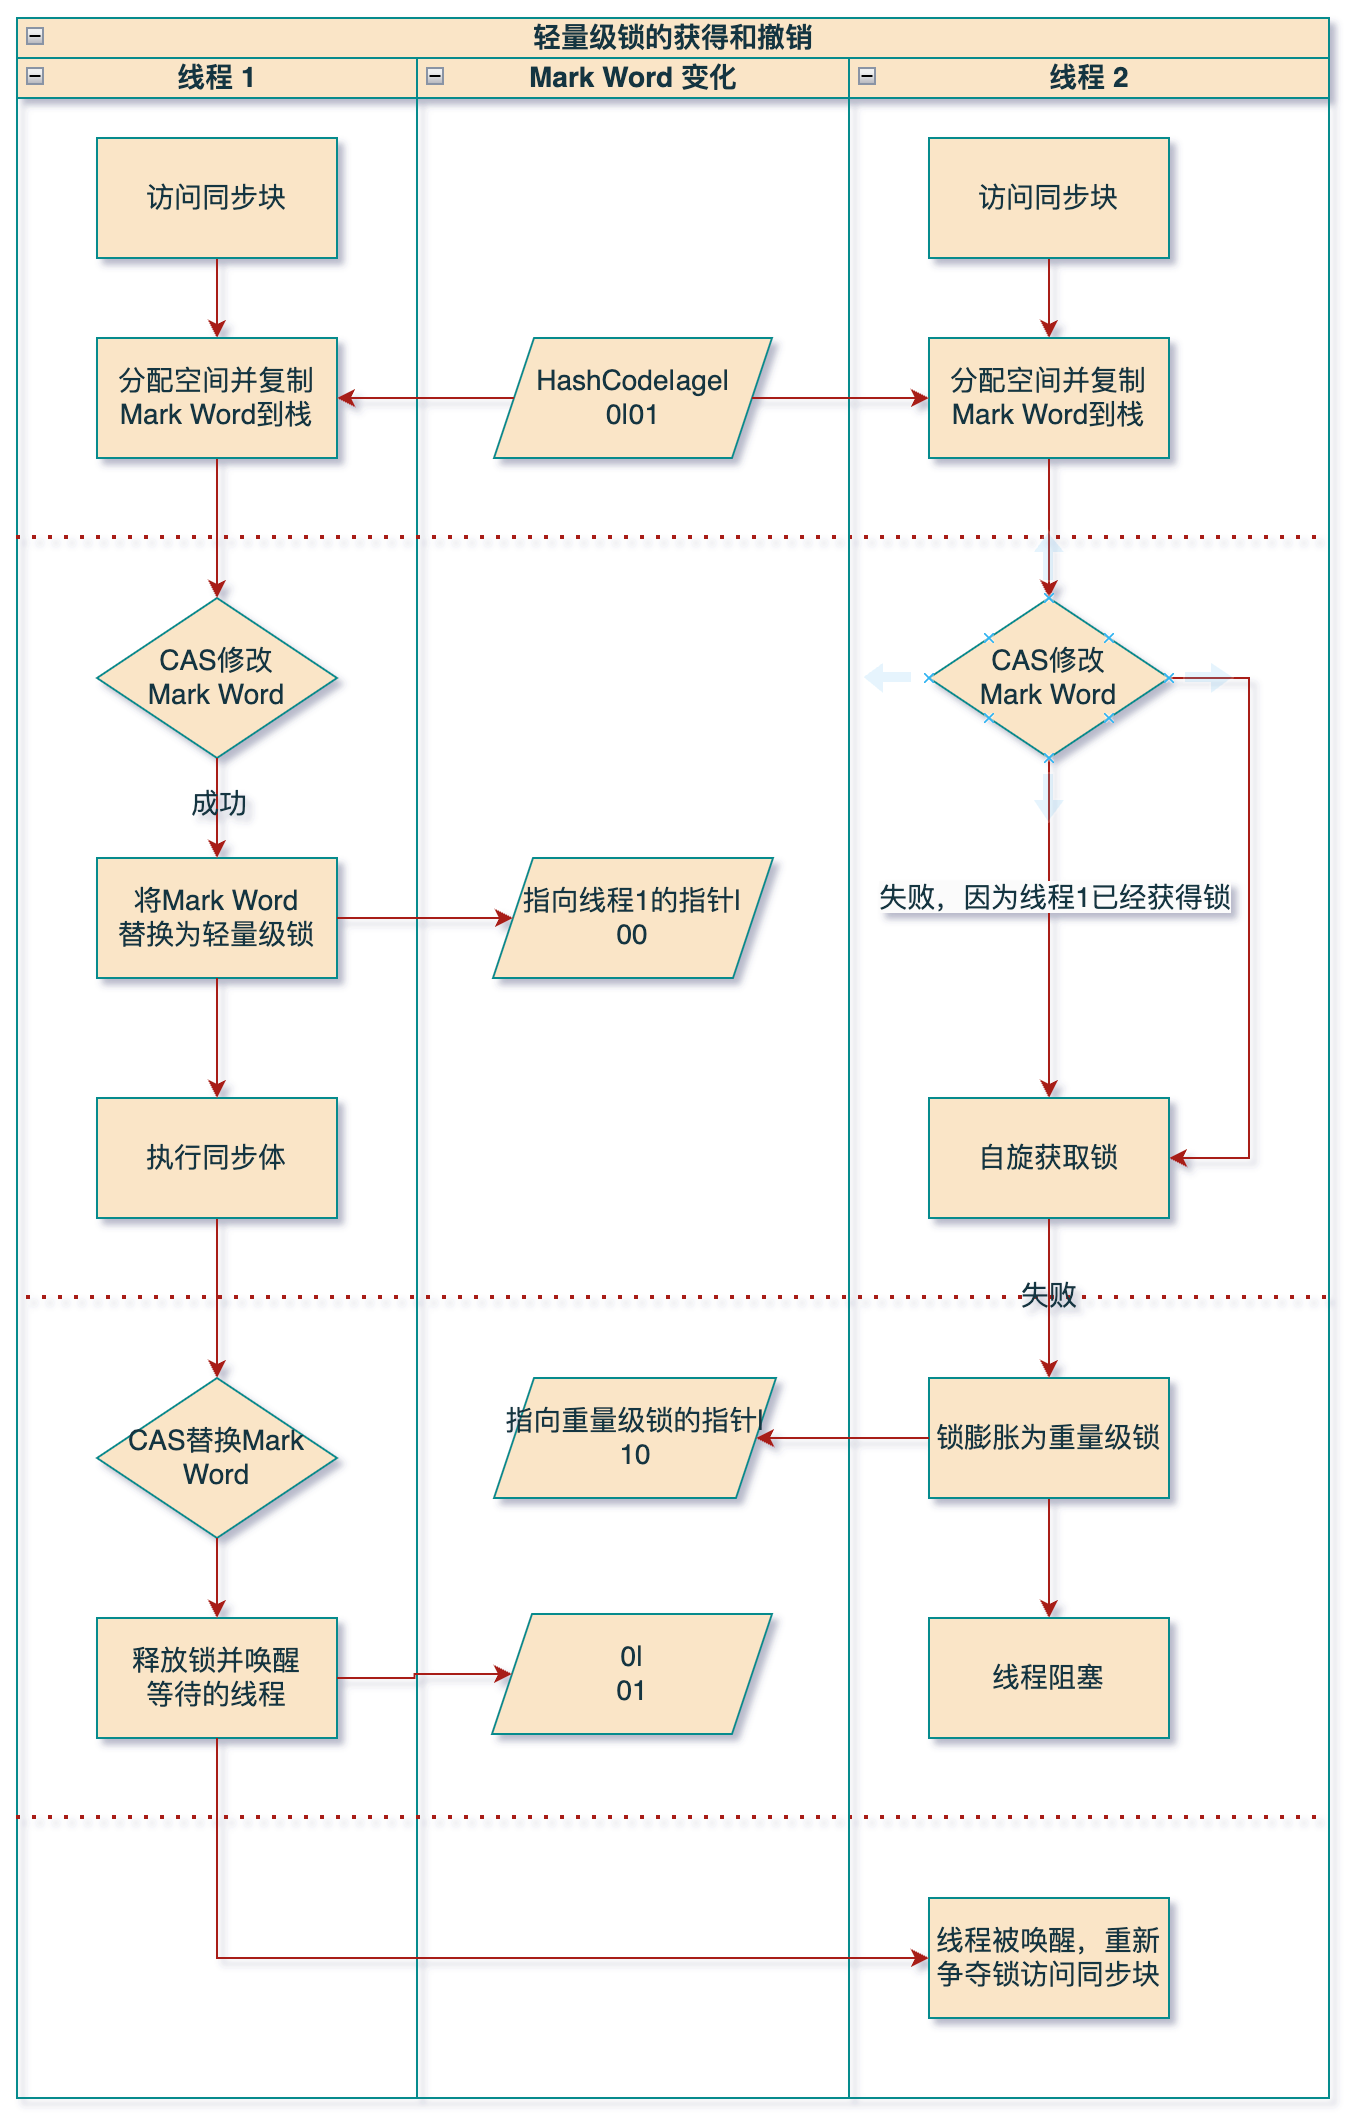 轻量级锁的获得和撤销
线程 1
Mark Word 变化
线程 2
访问同步块
访问同步块
分配空间并复制
Mark Word到栈
HashCodelagel
0l01
分配空间并复制
Mark Word到栈
CAS修改
Mark Word
CAS修改
Mark Word
成功
将Mark Word
替换为轻量级锁
指向线程1的指针l
00
失败，因为线程1已经获得锁
执行同步体
自旋获取锁
失败
CAS替换Mark
Word
指向重量级锁的指针l
10
锁膨胀为重量级锁
释放锁并唤醒
等待的线程
0l
01
线程阻塞
线程被唤醒，重新
争夺锁访问同步块